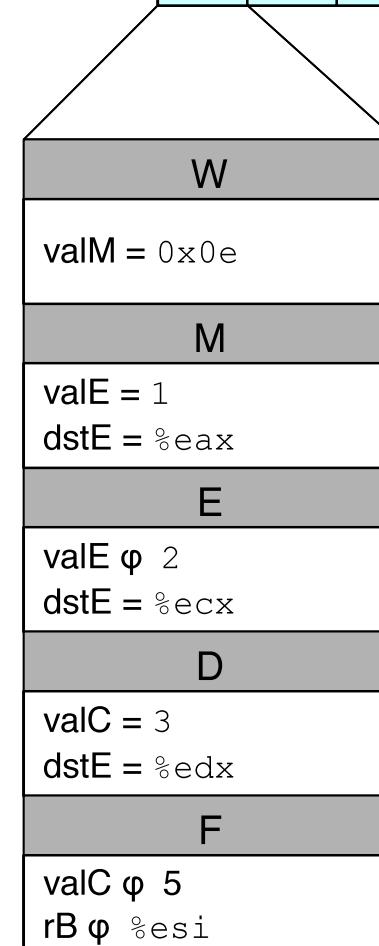 W
valM = 0x0e
M
valE = 1
dstE = %eax
E
valE φ 2
dstE = %ecx
D
valC = 3
dstE = %edx
F
valC φ 5
rB φ %esi